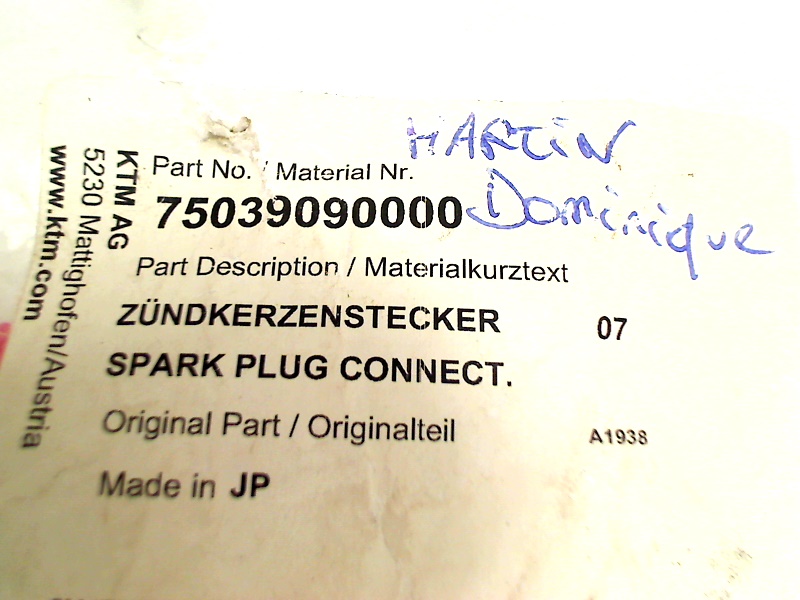 MARTIN
Dominique
Part No. / Material Nr.
75039090000
Part Description / Materialkurztext
ZÜNDKERZENSTECKER 07
SPARK PLUG CONNECT.
Original Part / Originalteil A1938
Made in JP
KTM AG
5230 Mattighofen/Austria
www.ktm.com